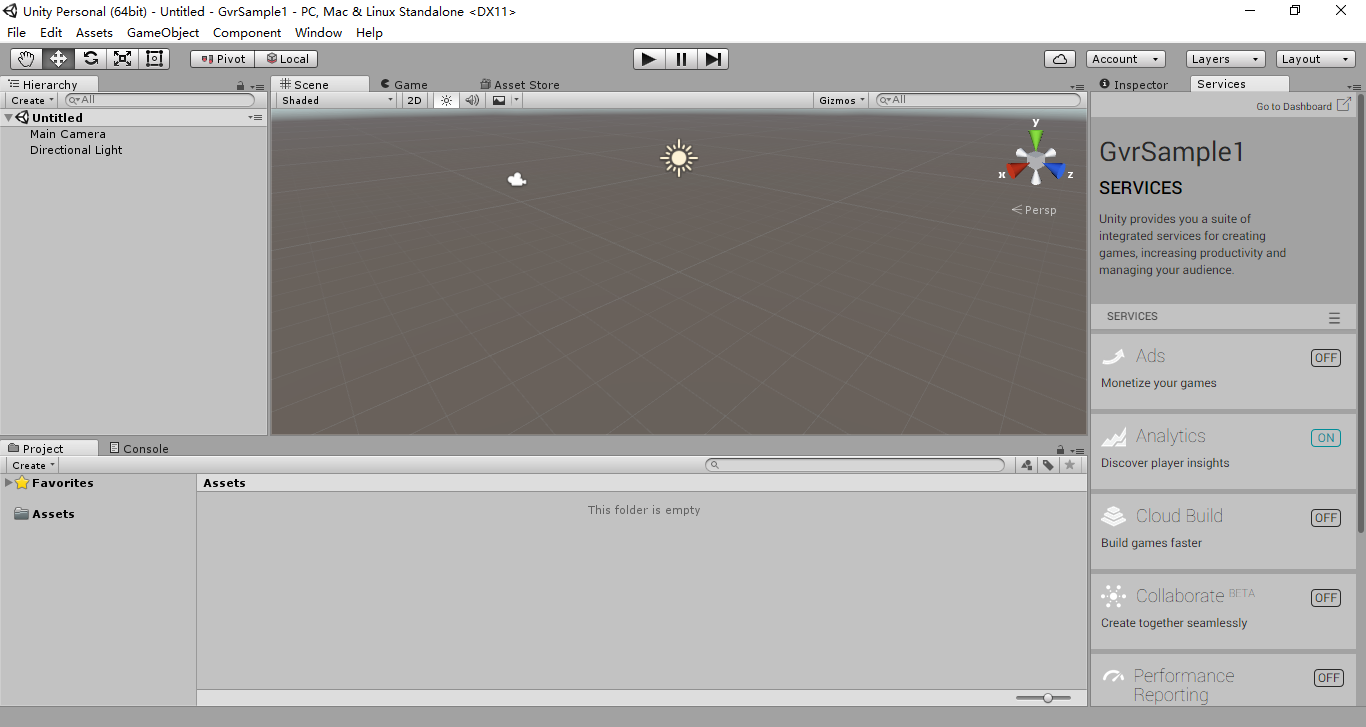 Unity Personal (64bit) - Untitled - GvrSample1 - PC, Mac & Linux Standalone <DX11>
File Edit Assets GameObject Component Window Help
Pivot Local Account Layers Layout
Hierarchy
Create All
Untitled
Main Camera
Directional Light
Scene Game Asset Store
Shaded 2D Gizmos All
y
x z
Persp
Inspector Services
Go to Dashboard
GvrSample1
SERVICES
Unity provides you a suite of
integrated services for creating
games, increasing productivity and
managing your audience.
SERVICES
Ads OFF
Monetize your games
Analytics ON
Discover player insights
Cloud Build OFF
Build games faster
Collaborate BETA OFF
Create together seamlessly
Performance OFF
Reporting
Project Console
Create
Favorites
Assets
Assets
This folder is empty